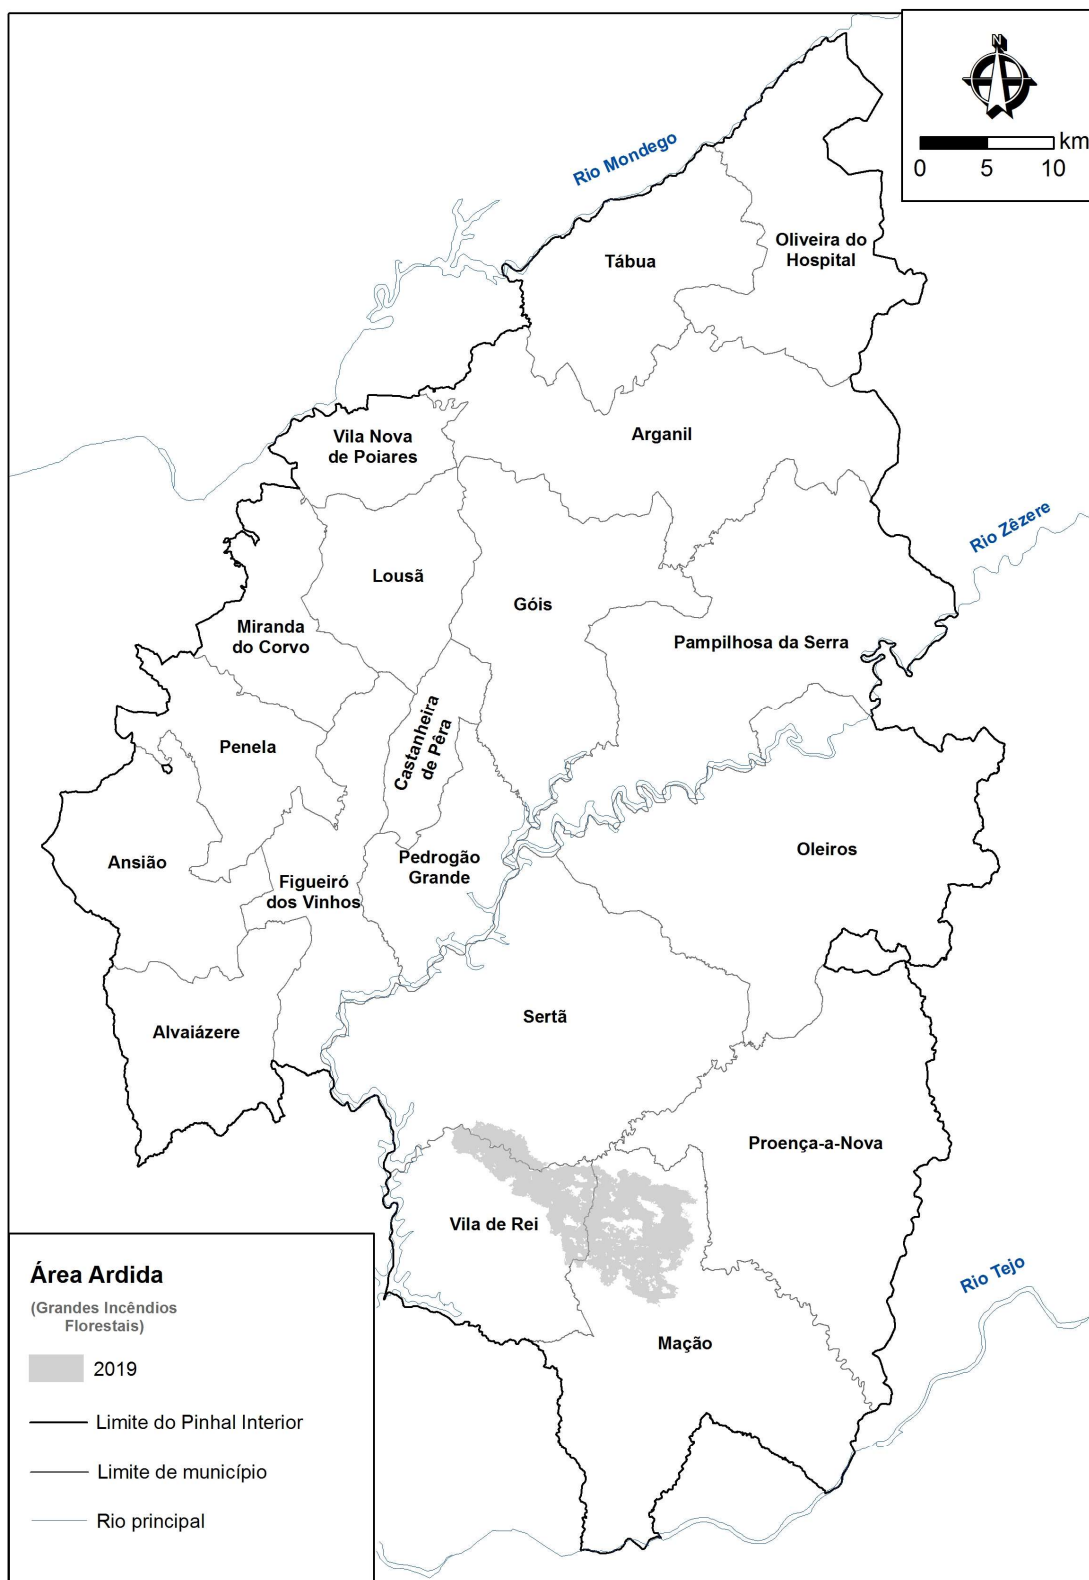 N
km
0 5 10
Rio Mondego
Oliveira do
Hospital
Tábua
Arganil
Vila Nova
de Poiares
Rio Zêzere
Lousã
Góis
Miranda
do Corvo
Pampilhosa da Serra
Castanheira
de Pêra
Penela
Oleiros
Ansião
Pedrogão
Grande
Figueiró
dos Vinhos
Sertã
Alvaiázere
Proença-a-Nova
Vila de Rei
Rio Tejo
Mação
Área Ardida
(Grandes Incêndios
Florestais)
2019
Limite do Pinhal Interior
Limite de município
Rio principal